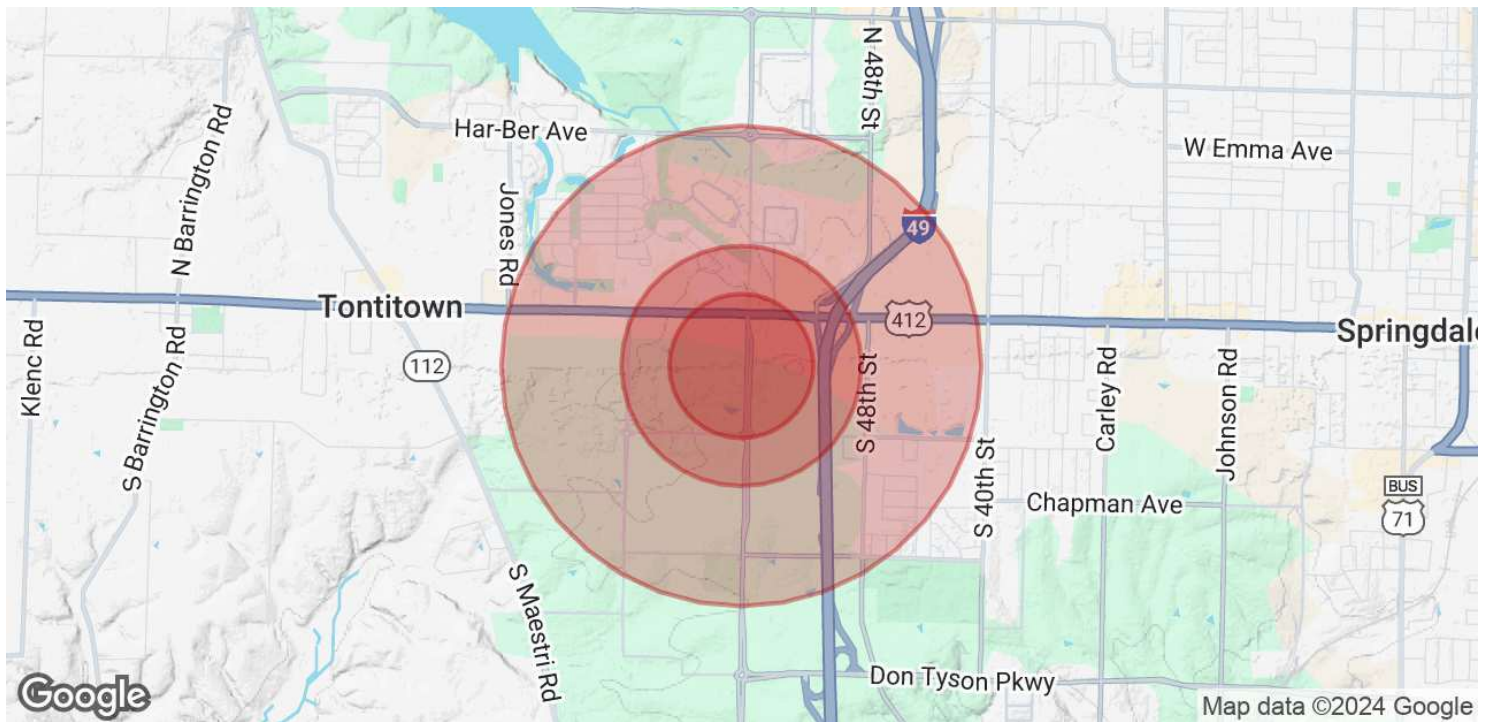 N 48th St
Har-Ber Ave
W Emma Ave
N Barrington Rd
Jones Rd
49
Tontitown
412
Springdale
112
Klenc Rd
S Barrington Rd
S 48th St
Carley Rd
Johnson Rd
S 40th St
Chapman Ave
BUS
71
S Maestri Rd
Don Tyson Pkwy
Google
Map data ©2024 Google